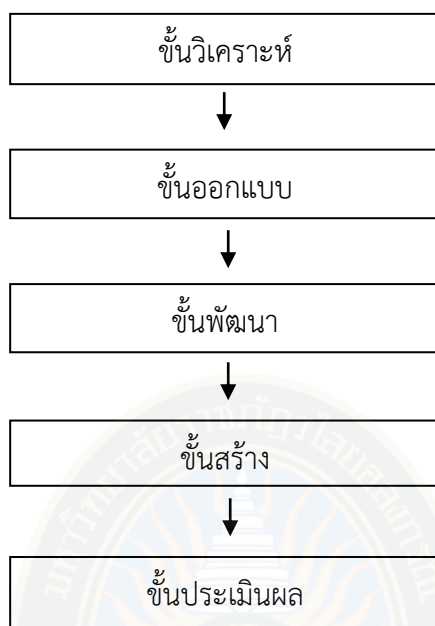 ขั้นวิเคราะห์
ขั้นออกแบบ
ขั้นพัฒนา
ขั้นสร้าง
ขั้นประเมินผล